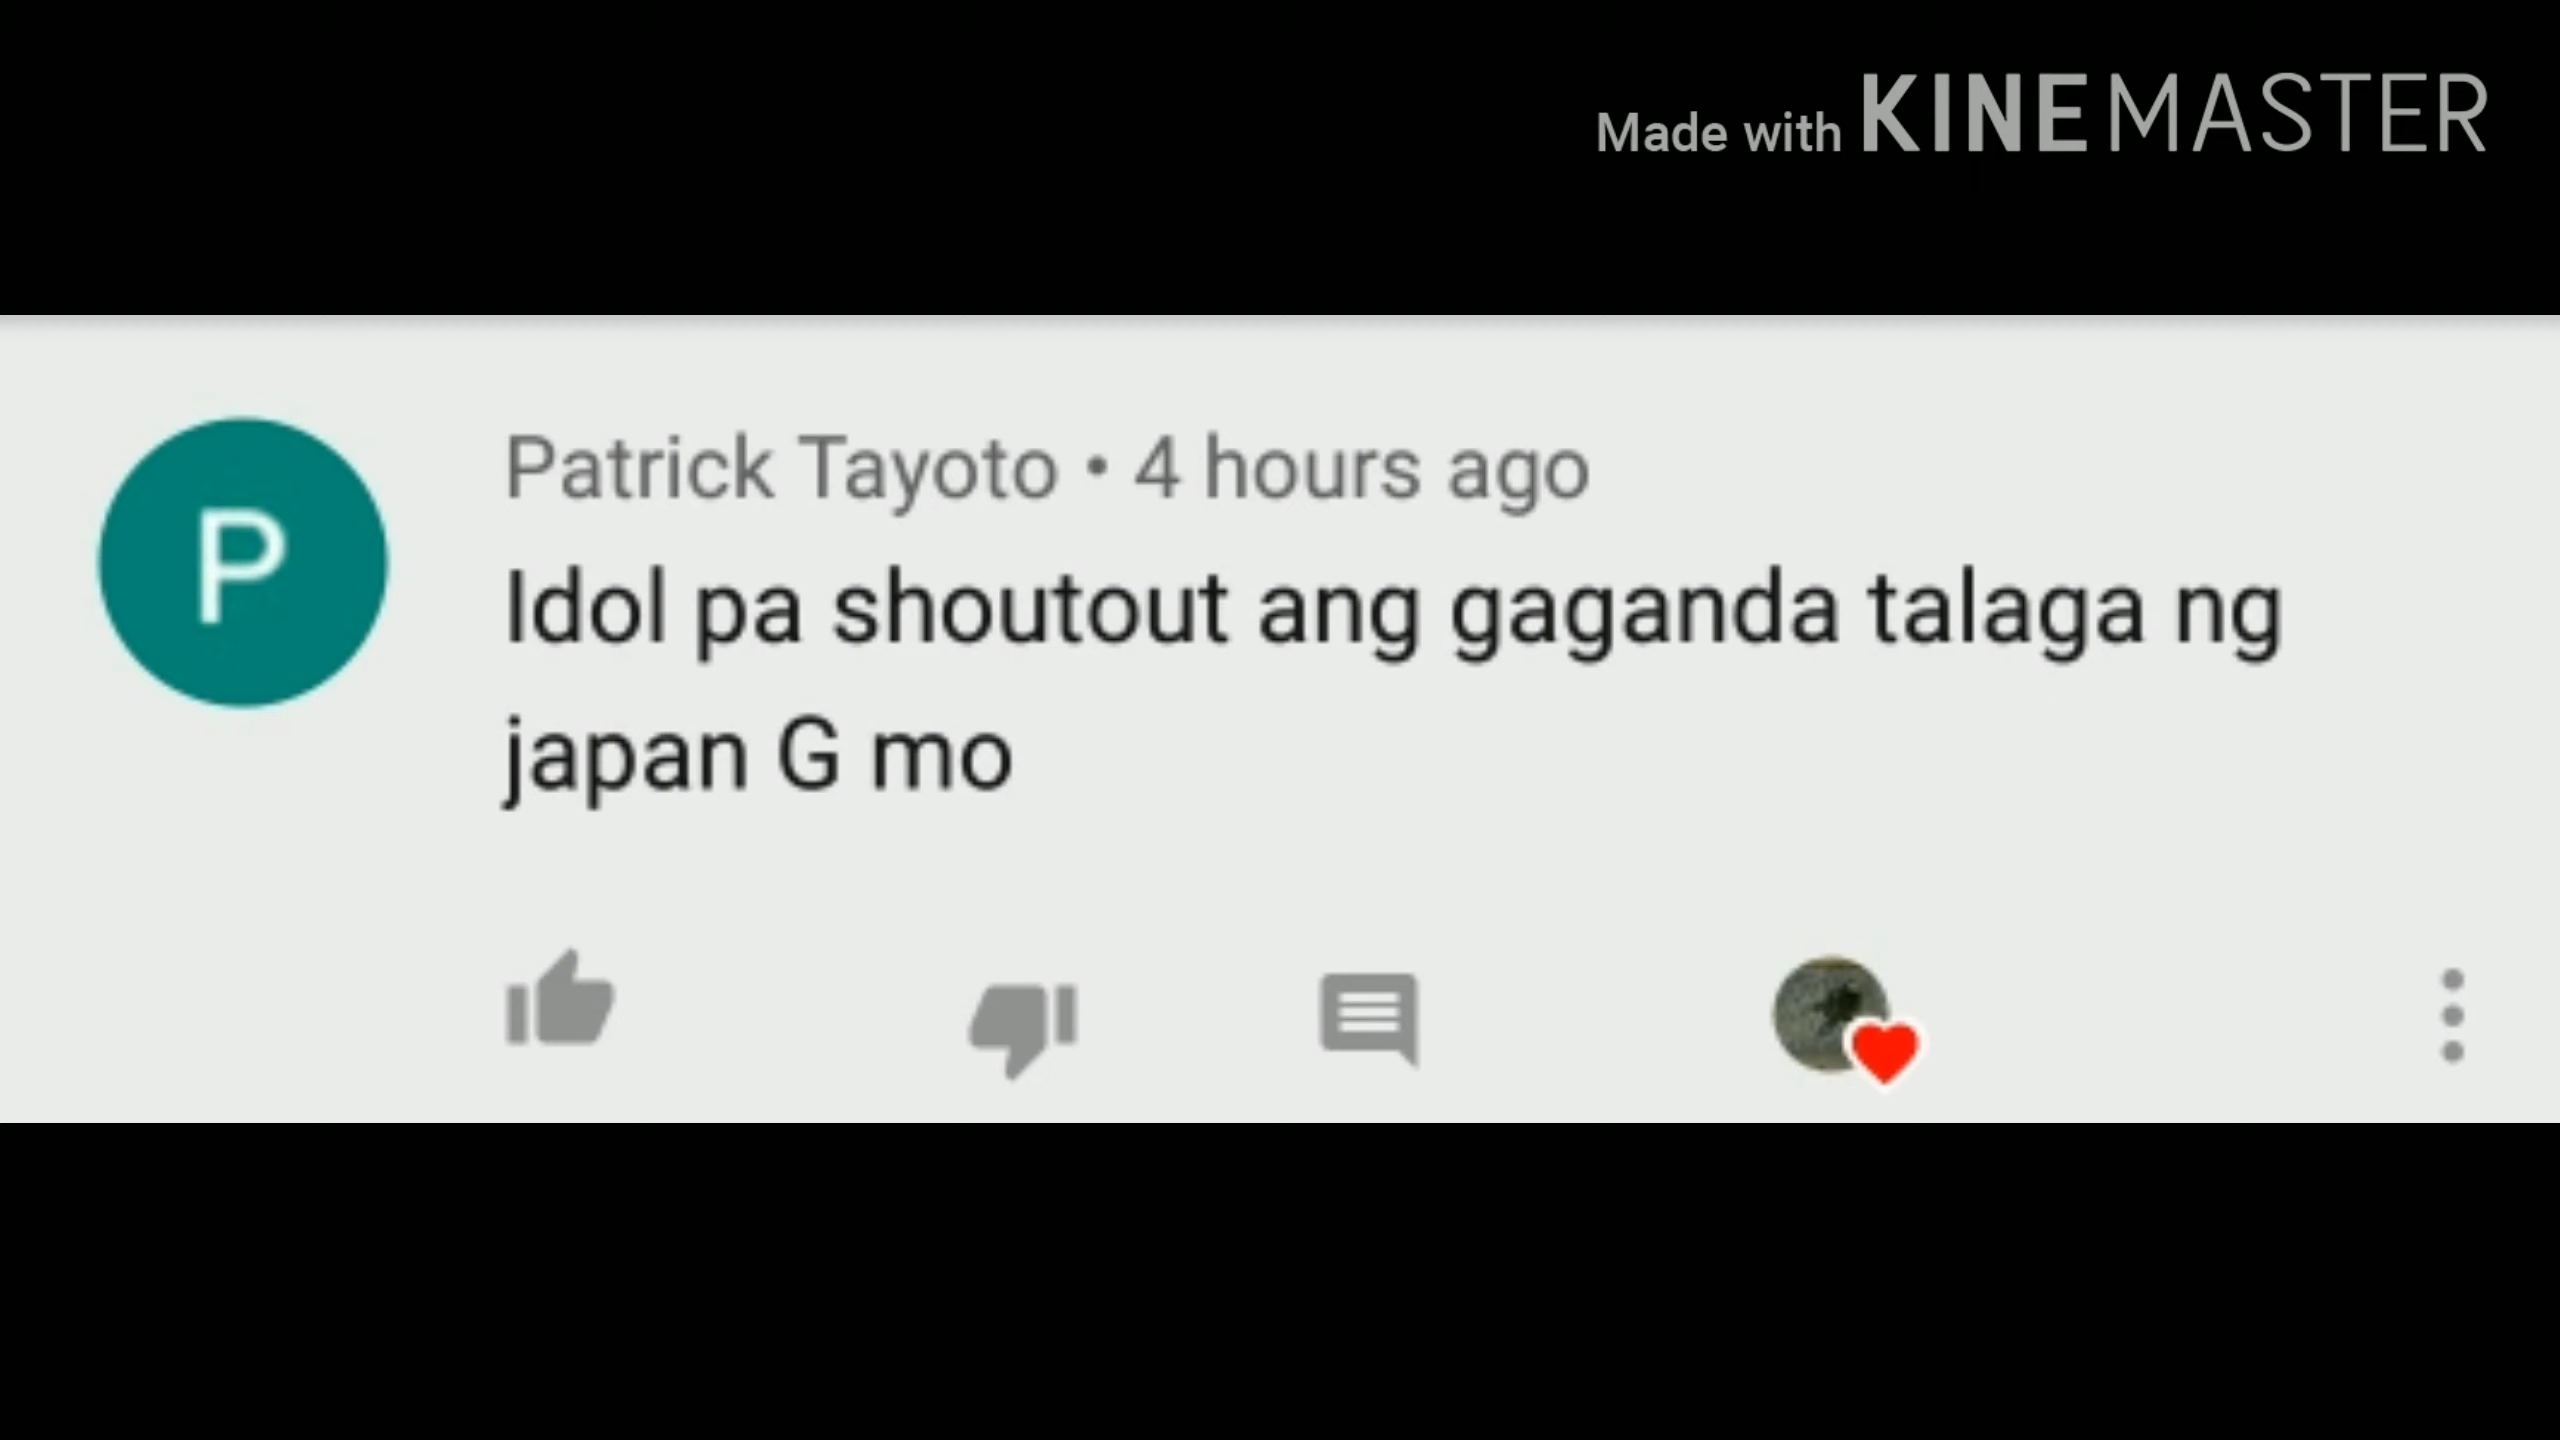 Made with KINEMASTER
P
Patrick Tayoto • 4 hours ago
Idol pa shoutout ang gaganda talaga ng
japan G mo